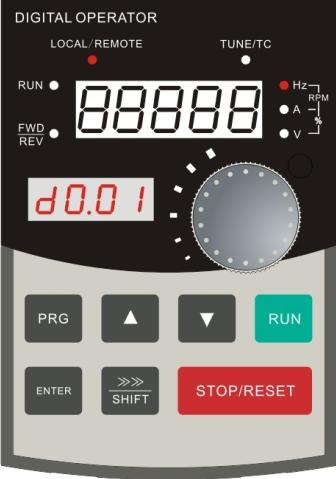 DIGITAL OPERATOR
LOCAL/REMOTE TUNE/TC
RUN Hz
RPM
A
%
FWD
REV V
88888
d0.01
PRG ▲ ▼ RUN
ENTER >>
SHIFT STOP/RESET